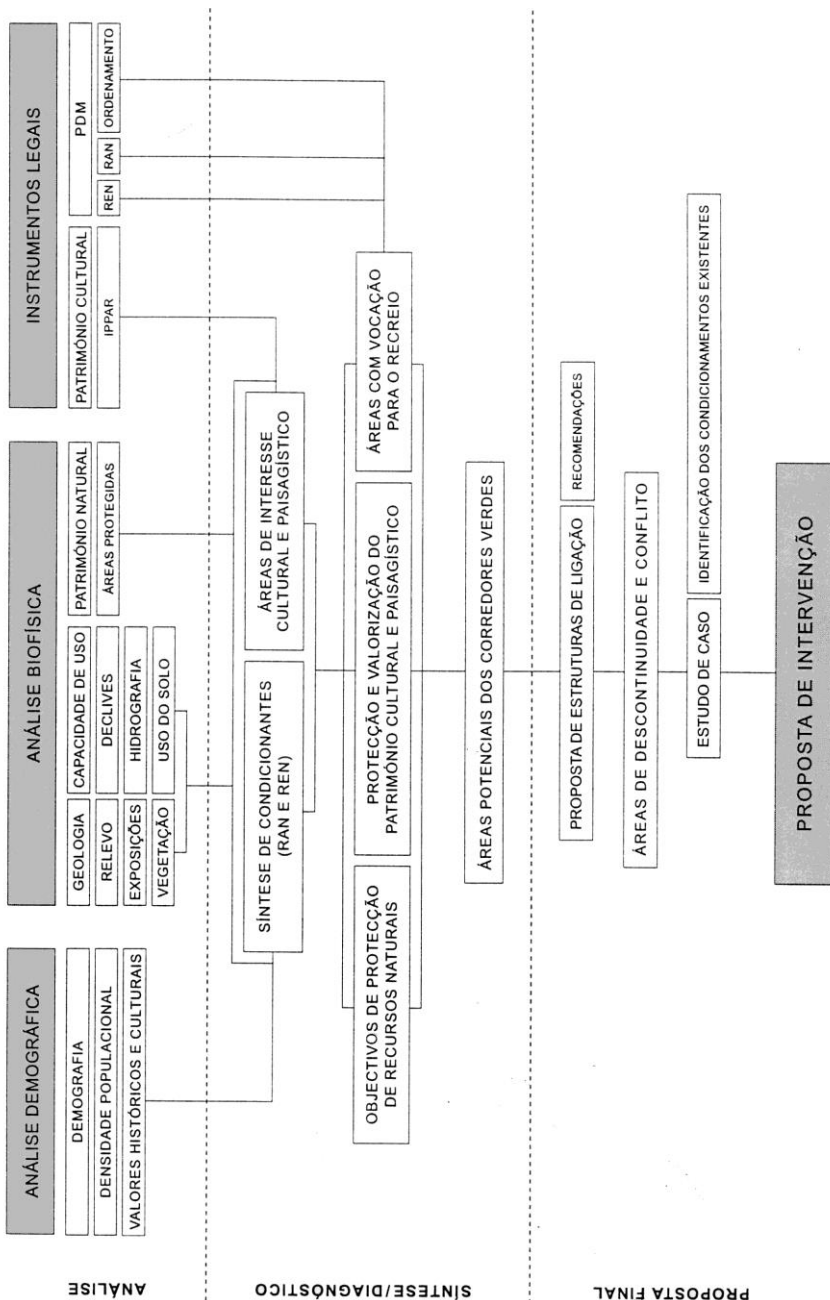 ANÁLISE DEMOGRÁFICA
DEMOGRAFIA
DENSIDADE POPULACIONAL
VALORES HISTÓRICOS E CULTURAIS
ANÁLISE BIOFÍSICA
GEOLOGIA
CAPACIDADE DE USO
RELEVO
DECLIVES
EXPOSIÇÕES
HIDROGRAFIA
VEGETAÇÃO
USO DO SOLO
PATRIMÓNIO NATURAL
ÁREAS PROTEGIDAS
INSTRUMENTOS LEGAIS
PATRIMÓNIO CULTURAL
IPPAR
PDM
REN
RAN
ORDENAMENTO
ANÁLISE
SÍNTESE DE CONDICIONANTES
(RAN E REN)
ÁREAS DE INTERESSE
CULTURAL E PAISAGÍSTICO
OBJECTIVOS DE PROTECÇÃO
DE RECURSOS NATURAIS
PROTECÇÃO E VALORIZAÇÃO DO
PATRIMÓNIO CULTURAL E PAISAGÍSTICO
ÁREAS COM VOCAÇÃO
PARA O RECREIO
ÁREAS POTENCIAIS DOS CORREDORES VERDES
SÍNTESE/DIAGNÓSTICO
PROPOSTA DE ESTRUTURAS DE LIGAÇÃO
RECOMENDAÇÕES
ÁREAS DE DESCONTINUIDADE E CONFLITO
ESTUDO DE CASO
IDENTIFICAÇÃO DOS CONDICIONAMENTOS EXISTENTES
PROPOSTA DE INTERVENÇÃO
PROPOSTA FINAL